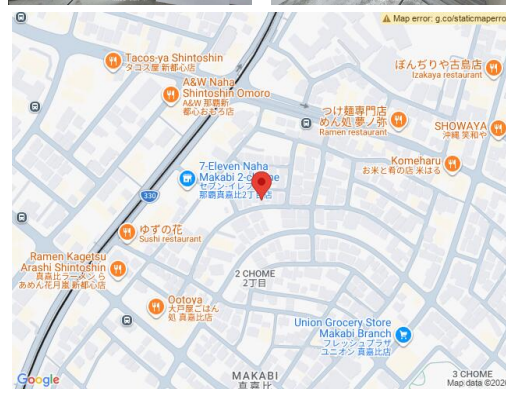 Map error: g.co/staticmaperro
Tacos-ya Shintoshin
タコス屋 新都心店
ぼんぢりや古島店
Izakaya restaurant
A&W Naha
Shintoshin Omoro
A&W 那覇新
都心おもろ店
つけ麺専門店
めん処 夢ノ弥
Ramen restaurant
SHOWAYA
沖縄 笑和や
Komeharu
お米と肴の店 米はる
7-Eleven Naha
Makabi 2-chome
セブン-イレブ
那覇真嘉比2丁目店
330
ゆずの花
Sushi restaurant
Ramen Kagetsu
Arashi Shintoshin
真嘉比ラーメン ら
あめん花月嵐 新都心店
2 CHOME
2丁目
Ootoya
大戸屋ごはん
処 真嘉比店
Union Grocery Store
Makabi Branch
フレッシュプラザ
ユニオン 真嘉比店
MAKABI
真嘉比
3 CHOME
Google
Map data ©2026